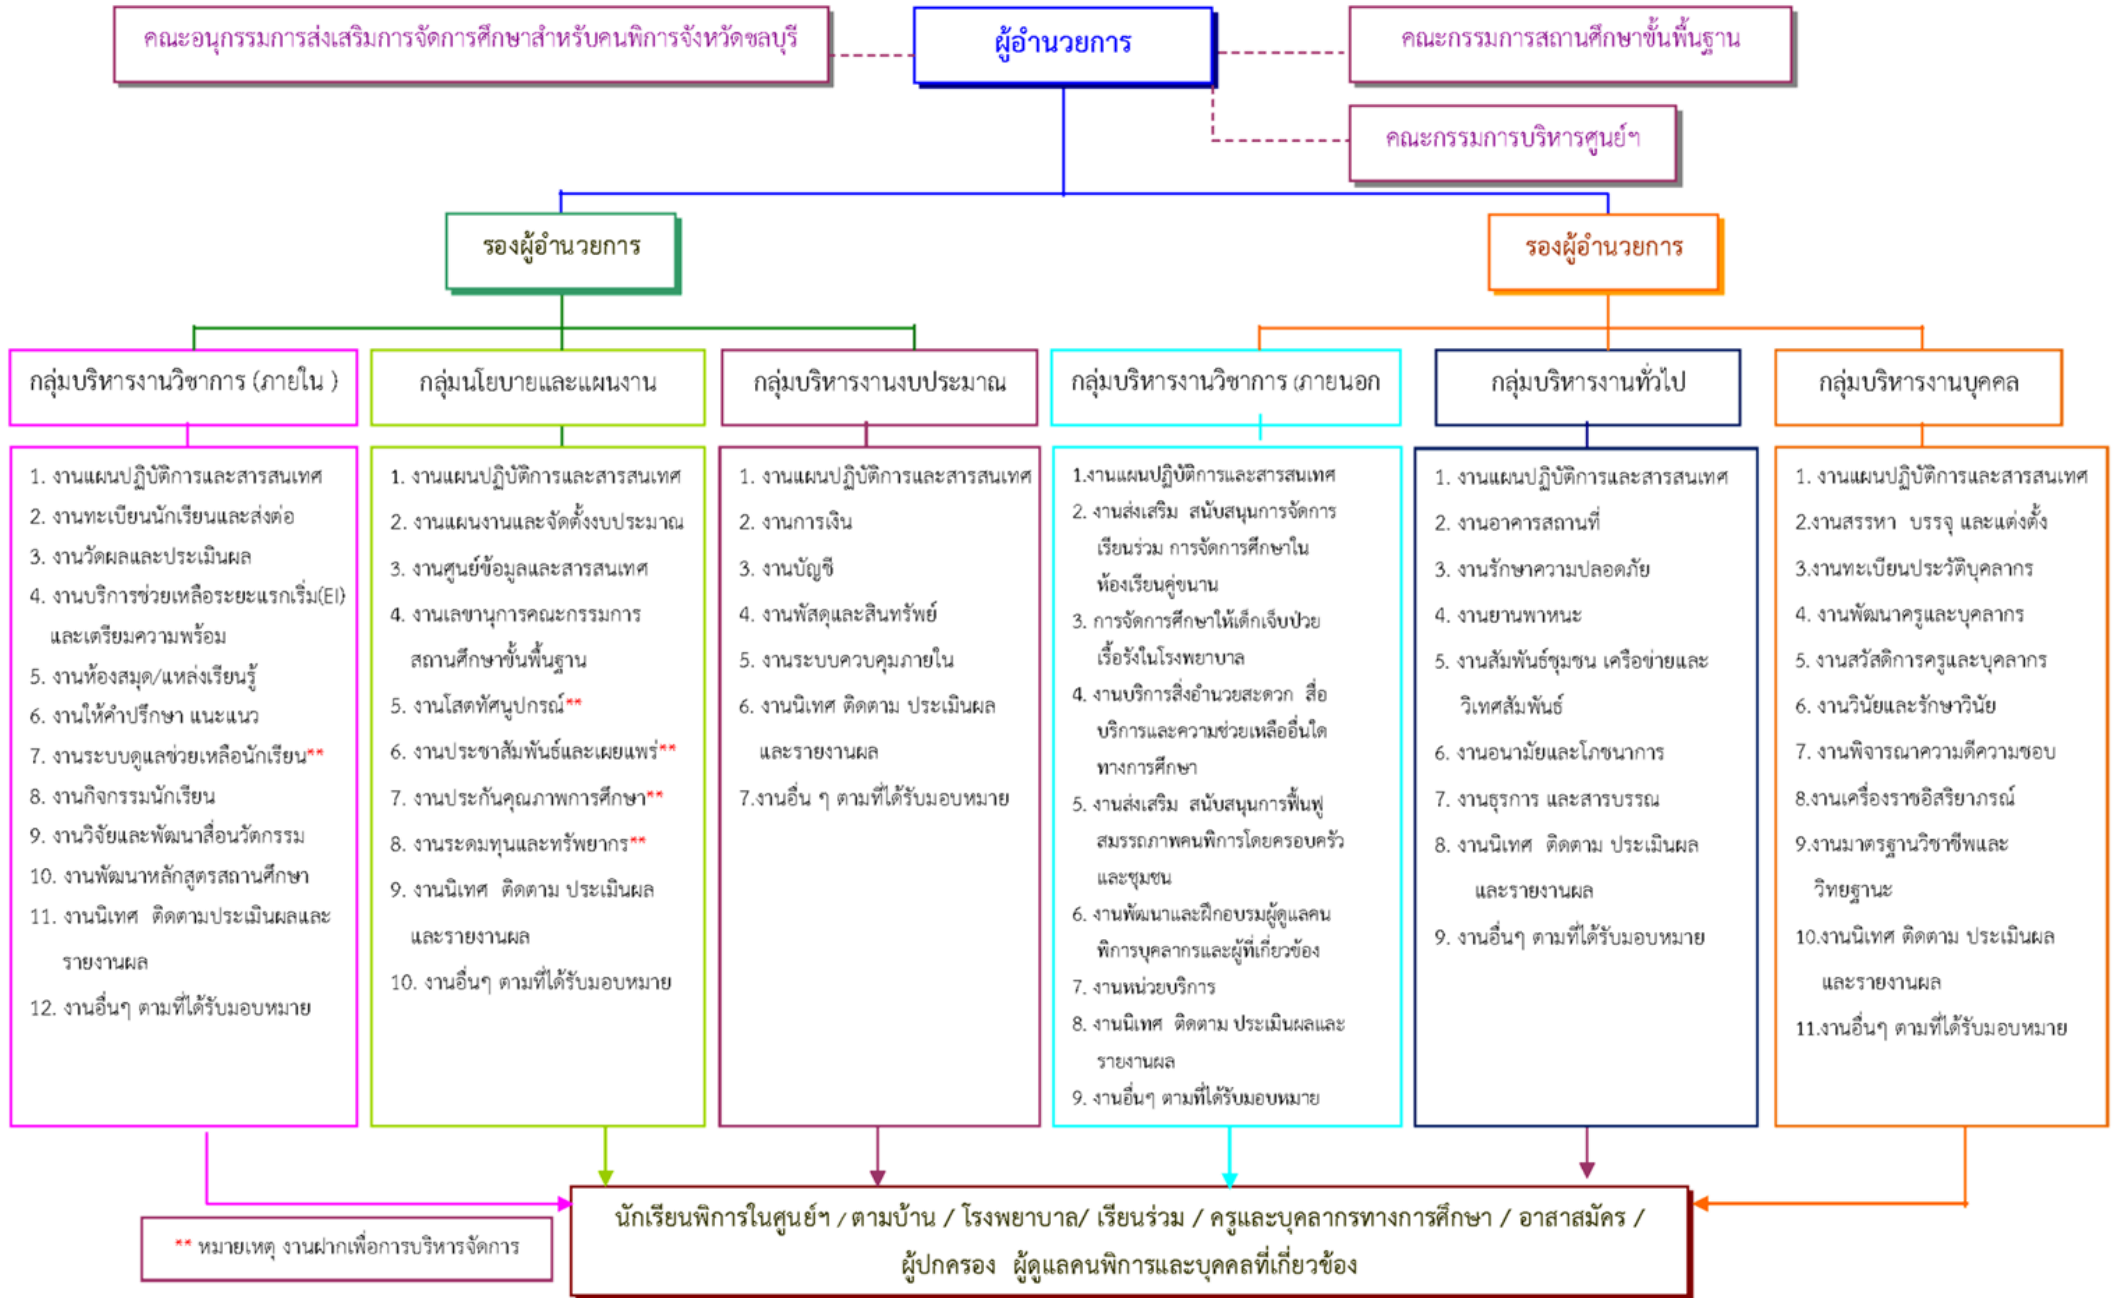 คณะอนุกรรมการส่งเสริมการจัดการศึกษาสำหรับคนพิการจังหวัดชลบุรี
ผู้อำนวยการ
คณะกรรมการสถานศึกษาขั้นพื้นฐาน
คณะกรรมการบริหารศูนย์ฯ
รองผู้อำนวยการ
รองผู้อำนวยการ
กลุ่มบริหารงานวิชาการ (ภายใน )
1. งานแผนปฏิบัติการและสารสนเทศ
2. งานทะเบียนนักเรียนและส่งต่อ
3. งานวัดผลและประเมินผล
4. งานบริการช่วยเหลือระยะแรกเริ่ม(EI)
และเตรียมความพร้อม
5. งานห้องสมุด/แหล่งเรียนรู้
6. งานให้คำปรึกษา แนะแนว
7. งานระบบดูแลช่วยเหลือนักเรียน**
8. งานกิจกรรมนักเรียน
9. งานวิจัยและพัฒนาสื่อนวัตกรรม
10. งานพัฒนาหลักสูตรสถานศึกษา
11. งานนิเทศ ติดตามประเมินผลและ
รายงานผล
12. งานอื่นๆ ตามที่ได้รับมอบหมาย
กลุ่มนโยบายและแผนงาน
1. งานแผนปฏิบัติการและสารสนเทศ
2. งานแผนงานและจัดตั้งงบประมาณ
3. งานศูนย์ข้อมูลและสารสนเทศ
4. งานเลขานุการคณะกรรมการ
สถานศึกษาขั้นพื้นฐาน
5. งานโสตทัศนูปกรณ์**
6. งานประชาสัมพันธ์และเผยแพร่**
7. งานประกันคุณภาพการศึกษา**
8. งานระดมทุนและทรัพยากร**
9. งานนิเทศ ติดตาม ประเมินผล
และรายงานผล
10. งานอื่นๆ ตามที่ได้รับมอบหมาย
กลุ่มบริหารงานงบประมาณ
1. งานแผนปฏิบัติการและสารสนเทศ
2. งานการเงิน
3. งานบัญชี
4. งานพัสดุและสินทรัพย์
5. งานระบบควบคุมภายใน
6. งานนิเทศ ติดตาม ประเมินผล
และรายงานผล
7.งานอื่น ๆ ตามที่ได้รับมอบหมาย
กลุ่มบริหารงานวิชาการ (ภายนอก
1.งานแผนปฏิบัติการและสารสนเทศ
2. งานส่งเสริม สนับสนุนการจัดการ
เรียนร่วม การจัดการศึกษาใน
ห้องเรียนคู่ขนาน
3. การจัดการศึกษาให้เด็กเจ็บป่วย
เรื้อรังในโรงพยาบาล
4. งานบริการสิ่งอำนวยสะดวก สื่อ
บริการและความช่วยเหลืออื่นใด
ทางการศึกษา
5. งานส่งเสริม สนับสนุนการฟื้นฟู
สมรรถภาพคนพิการโดยครอบครัว
และชุมชน
6. งานพัฒนาและฝึกอบรมผู้ดูแลคน
พิการบุคลากรและผู้ที่เกี่ยวข้อง
7. งานหน่วยบริการ
8. งานนิเทศ ติดตาม ประเมินผลและ
รายงานผล
9. งานอื่นๆ ตามที่ได้รับมอบหมาย
กลุ่มบริหารงานทั่วไป
1. งานแผนปฏิบัติการและสารสนเทศ
2. งานอาคารสถานที่
3. งานรักษาความปลอดภัย
4. งานยานพาหนะ
5. งานสัมพันธ์ชุมชน เครือข่ายและ
วิเทศสัมพันธ์
6. งานอนามัยและโภชนาการ
7. งานธุรการ และสารบรรณ
8. งานนิเทศ ติดตาม ประเมินผล
และรายงานผล
9. งานอื่นๆ ตามที่ได้รับมอบหมาย
กลุ่มบริหารงานบุคคล
1. งานแผนปฏิบัติการและสารสนเทศ
2.งานสรรหา บรรจุ และแต่งตั้ง
3.งานทะเบียนประวัติบุคลากร
4. งานพัฒนาครูและบุคลากร
5. งานสวัสดิการครูและบุคลากร
6. งานวินัยและรักษาวินัย
7. งานพิจารณาความดีความชอบ
8.งานเครื่องราชอิสริยาภรณ์
9.งานมาตรฐานวิชาชีพและ
วิทยฐานะ
10.งานนิเทศ ติดตาม ประเมินผล
และรายงานผล
11.งานอื่นๆ ตามที่ได้รับมอบหมาย
นักเรียนพิการในศูนย์ฯ / ตามบ้าน / โรงพยาบาล/ เรียนร่วม / ครูและบุคลากรทางการศึกษา / อาสาสมัคร /
ผู้ปกครอง ผู้ดูแลคนพิการและบุคคลที่เกี่ยวข้อง
** หมายเหตุ งานฝากเพื่อการบริหารจัดการ